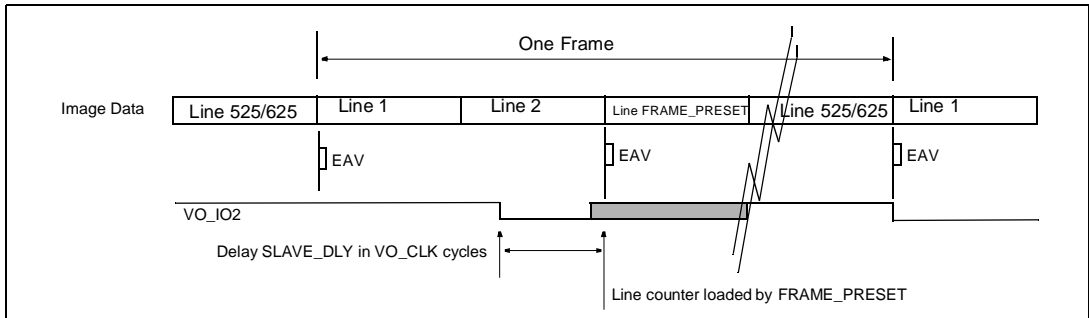 One Frame
Image Data
Line 525/625
Line 1
Line 2
Line FRAME_PRESET
Line 525/625
Line 1
EAV
EAV
EAV
VO_IO2
Delay SLAVE_DLY in VO_CLK cycles
Line counter loaded by FRAME_PRESET